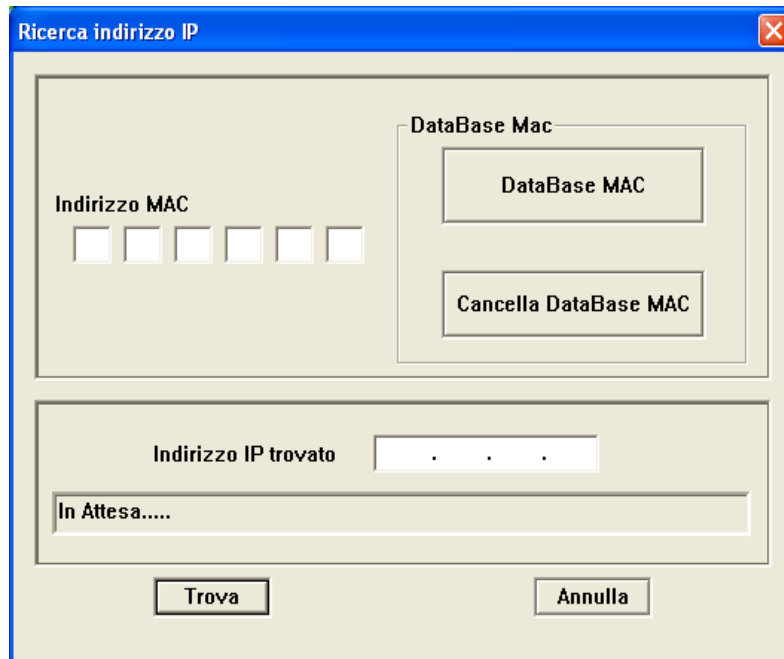 Ricerca indirizzo IP
DataBase Mac
DataBase MAC
Indirizzo MAC
Cancella DataBase MAC
Indirizzo IP trovato . . .
In Attesa.....
Trova Annulla